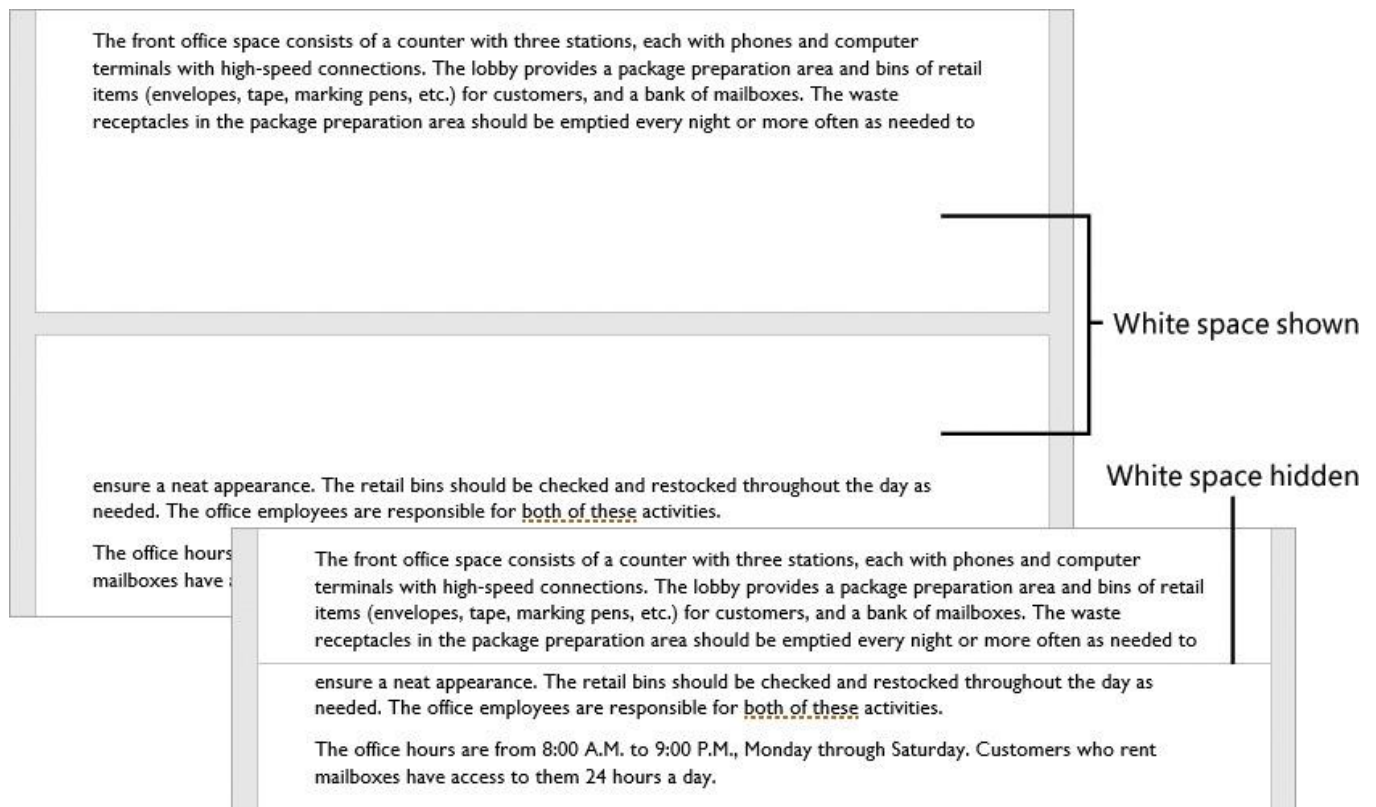 The front office space consists of a counter with three stations, each with phones and computer
terminals with high-speed connections. The lobby provides a package preparation area and bins of retail
items (envelopes, tape, marking pens, etc.) for customers, and a bank of mailboxes. The waste
receptacles in the package preparation area should be emptied every night or more often as needed to
White space shown
ensure a neat appearance. The retail bins should be checked and restocked throughout the day as
needed. The office employees are responsible for both of these activities.
The office hours
mailboxes have
White space hidden
The front office space consists of a counter with three stations, each with phones and computer
terminals with high-speed connections. The lobby provides a package preparation area and bins of retail
items (envelopes, tape, marking pens, etc.) for customers, and a bank of mailboxes. The waste
receptacles in the package preparation area should be emptied every night or more often as needed to
ensure a neat appearance. The retail bins should be checked and restocked throughout the day as
needed. The office employees are responsible for both of these activities.
The office hours are from 8:00 A.M. to 9:00 P.M., Monday through Saturday. Customers who rent
mailboxes have access to them 24 hours a day.